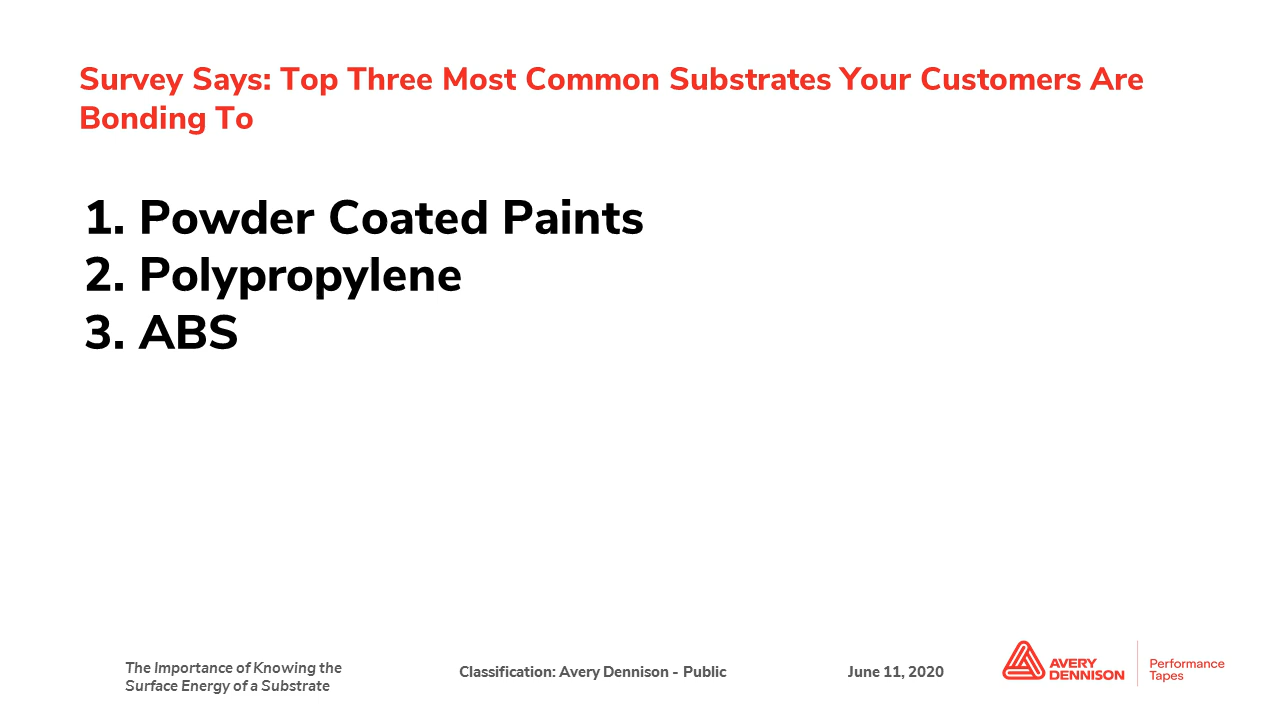 Survey Says: Top Three Most Common Substrates Your Customers Are
Bonding To
1. Powder Coated Paints
2. Polypropylene
3. ABS
The Importance of Knowing the
Surface Energy of a Substrate
Classification: Avery Dennison - Public
June 11, 2020
AVERY
DENNISON
Performance
Tapes